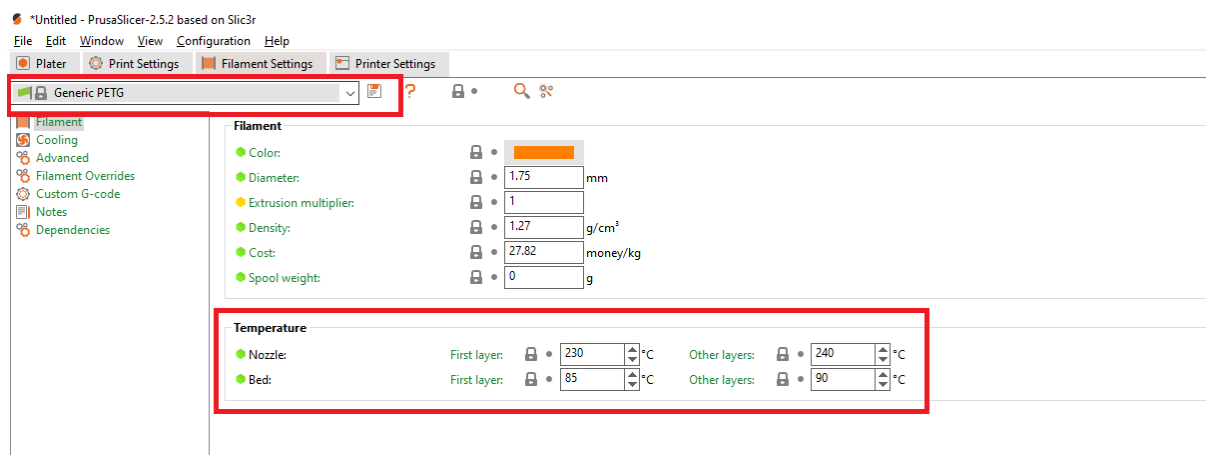 *Untitled - PrusaSlicer-2.5.2 based on Slic3r
File Edit Window View Configuration Help
Plater Print Settings Filament Settings Printer Settings
Generic PETG ?
Filament
Cooling
Advanced
Filament Overrides
Custom G-code
Notes
Dependencies
Filament
Color:
Diameter: 1.75 mm
Extrusion multiplier: 1
Density: 1.27 g/cm³
Cost: 27.82 money/kg
Spool weight: 0 g
Temperature
Nozzle: First layer: 230 °C Other layers: 240 °C
Bed: First layer: 85 °C Other layers: 90 °C